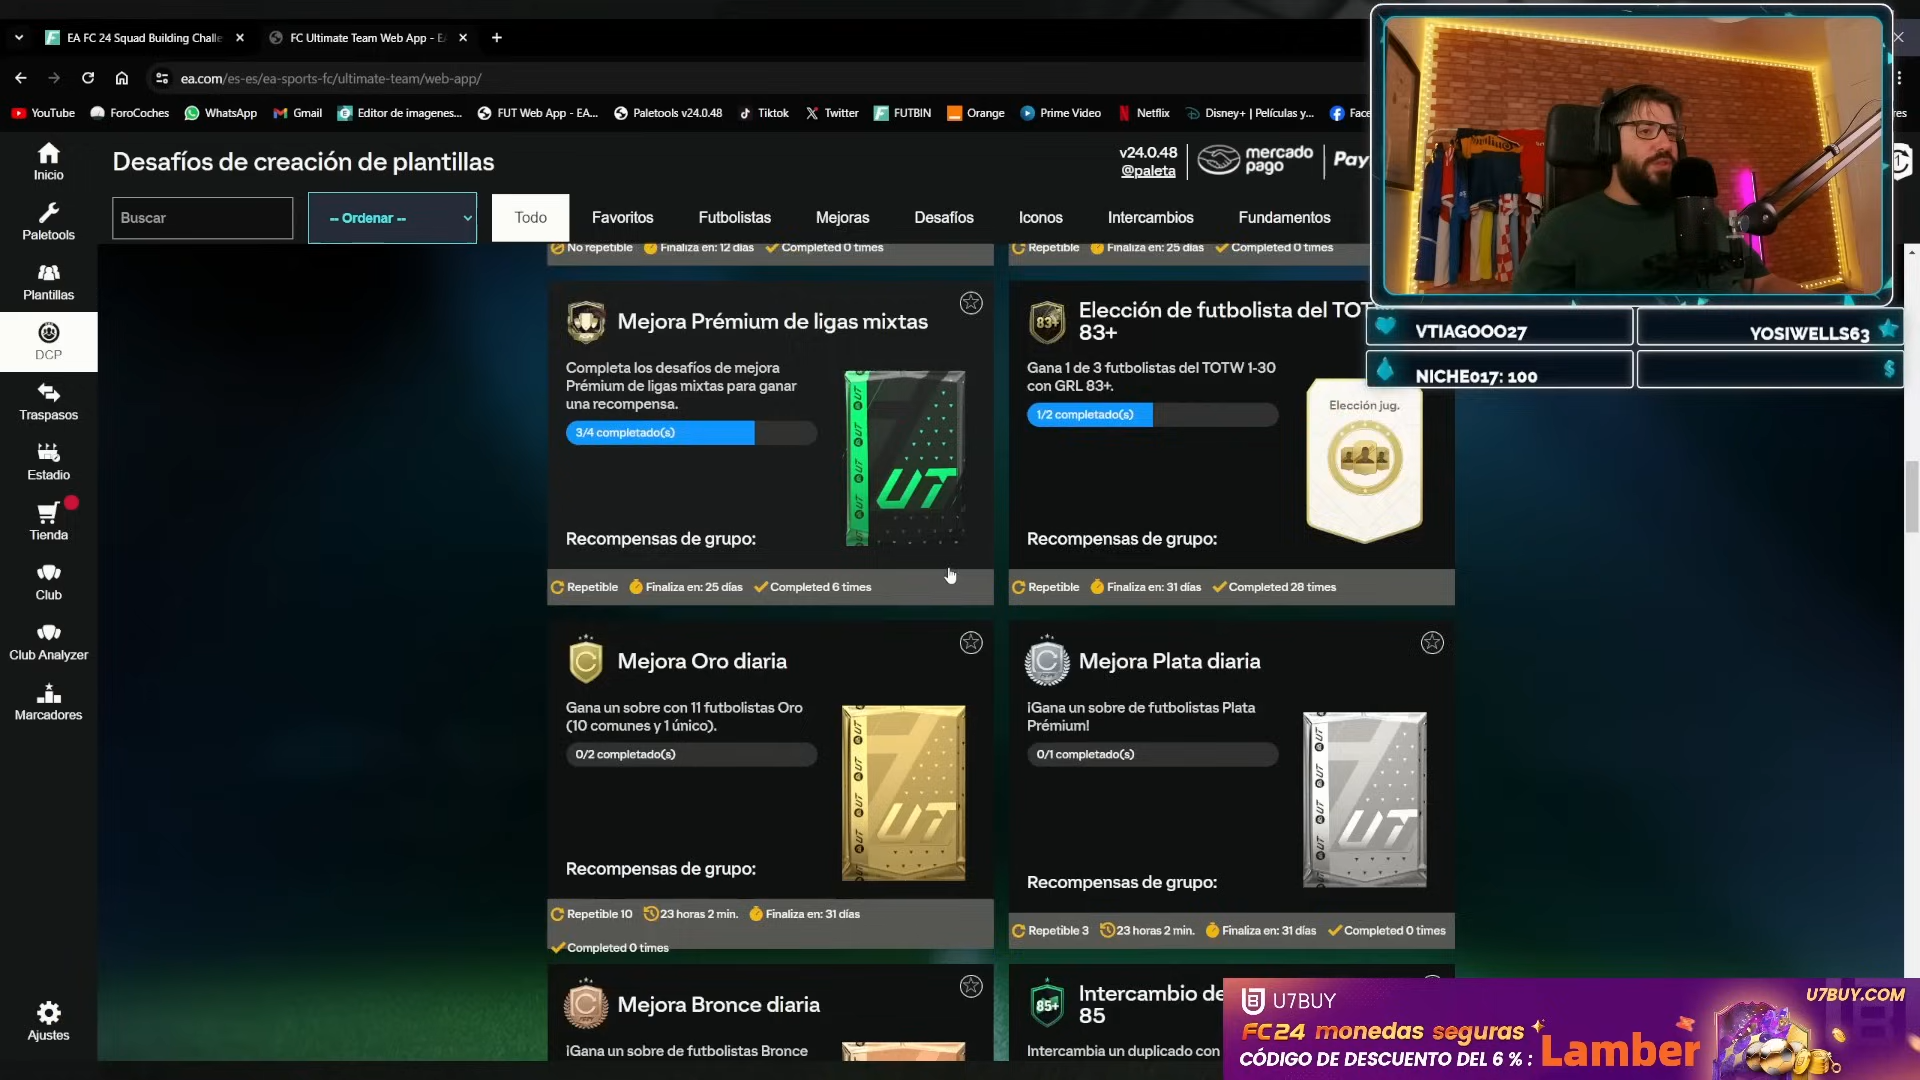 EA FC 24 Squad Building Challe
FC Ultimate Team Web App - EA
ea.com/es-es/ea-sports-fc/ultimate-team/web-app/
YouTube
ForoCoches
WhatsApp
Gmail
Editor de imagenes...
FUT Web App - EA...
Paletools v24.0.48
Tiktok
Twitter
FUTBIN
Orange
Prime Video
Netflix
Disney+ | Películas y...
Face
res
Inicio
Paletools
Plantillas
DCP
Traspasos
Estadio
Tienda
Club
Club Analyzer
Marcadores
Ajustes
Desafíos de creación de plantillas
v24.0.48
@paleta
mercado
pago
Pay
Buscar
-- Ordenar --
Todo
Favoritos
Futbolistas
Mejoras
Desafíos
Iconos
Intercambios
Fundamentos
No repetible
Finaliza en: 12 días
Completed 0 times
Repetible
Finaliza en: 25 días
Completed 0 times
Mejora Prémium de ligas mixtas
Completa los desafíos de mejora
Prémium de ligas mixtas para ganar
una recompensa.
3/4 completado(s)
UT
Recompensas de grupo:
Repetible
Finaliza en: 25 días
Completed 6 times
83+
Elección de futbolista del TOT
83+
Gana 1 de 3 futbolistas del TOTW 1-30
con GRL 83+.
1/2 completado(s)
Elección jug.
Recompensas de grupo:
Repetible
Finaliza en: 31 días
Completed 28 times
VTIAGOOO27
YOSIWELLS63
NICHE017: 100
Mejora Oro diaria
Gana un sobre con 11 futbolistas Oro
(10 comunes y 1 único).
0/2 completado(s)
UT
Recompensas de grupo:
Repetible 10
23 horas 2 min.
Finaliza en: 31 días
Completed 0 times
Mejora Plata diaria
¡Gana un sobre de futbolistas Plata
Prémium!
0/1 completado(s)
UT
Recompensas de grupo:
Repetible 3
23 horas 2 min.
Finaliza en: 31 días
Completed 0 times
Mejora Bronce diaria
¡Gana un sobre de futbolistas Bronce
85+
Intercambio de
85
Intercambia un duplicado con
U7BUY
U7BUY.COM
FC24 monedas seguras
CÓDIGO DE DESCUENTO DEL 6 % : Lamber